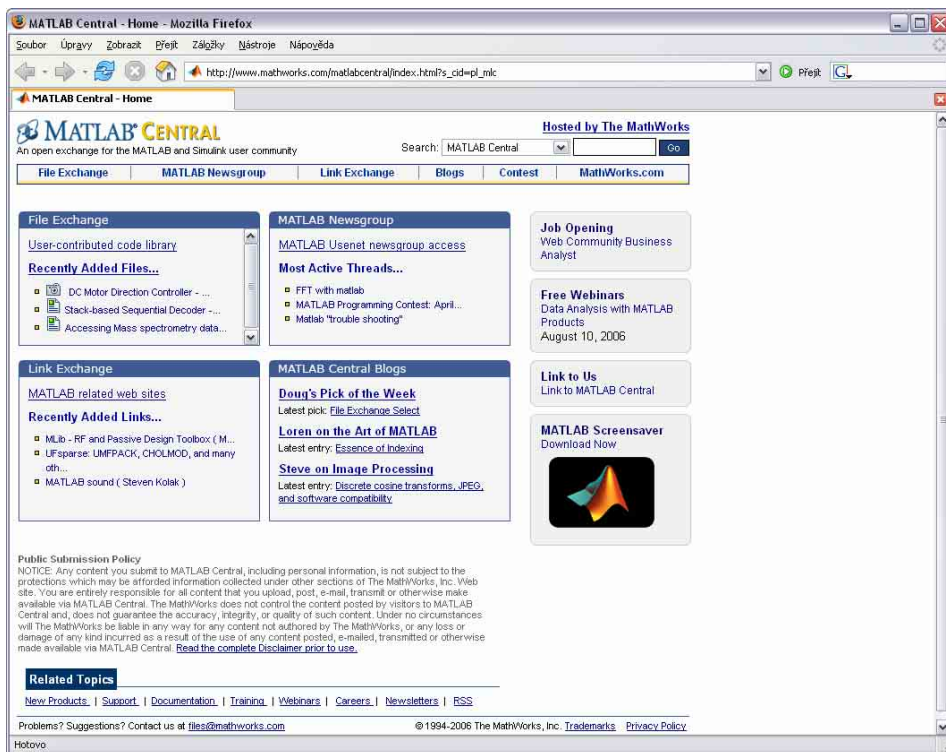 MATLAB Central - Home - Mozilla Firefox
Soubor Úpravy Zobrazit Přejít Záložky Nástroje Nápověda
http://www.mathworks.com/matlabcentral/index.html?s_cid=pl_mlc
Přejít
G
MATLAB Central - Home
MATLAB® CENTRAL
An open exchange for the MATLAB and Simulink user community
Hosted by The MathWorks
Search: MATLAB Central Go
File Exchange MATLAB Newsgroup Link Exchange Blogs Contest MathWorks.com
File Exchange
User-contributed code library
Recently Added Files...
DC Motor Direction Controller - ...
Stack-based Sequential Decoder -...
Accessing Mass spectrometry data...
MATLAB Newsgroup
MATLAB Usenet newsgroup access
Most Active Threads...
FFT with matlab
MATLAB Programming Contest: April...
Matlab "trouble shooting"
Link Exchange
MATLAB related web sites
Recently Added Links...
MLib - RF and Passive Design Toolbox ( M...
UFsparse: UMFPACK, CHOLMOD, and many
oth...
MATLAB sound ( Steven Kolak )
MATLAB Central Blogs
Doug's Pick of the Week
Latest pick: File Exchange Select
Loren on the Art of MATLAB
Latest entry: Essence of Indexing
Steve on Image Processing
Latest entry: Discrete cosine transforms, JPEG,
and software compatibility
Job Opening
Web Community Business
Analyst
Free Webinars
Data Analysis with MATLAB
Products
August 10, 2006
Link to Us
Link to MATLAB Central
MATLAB Screensaver
Download Now
Public Submission Policy
NOTICE: Any content you submit to MATLAB Central, including personal information, is not subject to the
protections which may be afforded information collected under other sections of The MathWorks, Inc. Web
site. You are entirely responsible for all content that you upload, post, e-mail, transmit or otherwise make
available via MATLAB Central. The MathWorks does not control the content posted by visitors to MATLAB
Central and, does not guarantee the accuracy, integrity, or quality of such content. Under no circumstances
will The MathWorks be liable in any way for any content not authored by The MathWorks, or any loss or
damage of any kind incurred as a result of the use of any content posted, e-mailed, transmitted or otherwise
made available via MATLAB Central. Read the complete Disclaimer prior to use.
Related Topics
New Products | Support | Documentation | Training | Webinars | Careers | Newsletters | RSS
Problems? Suggestions? Contact us at files@mathworks.com © 1994-2006 The MathWorks, Inc. Trademarks Privacy Policy
Hotovo